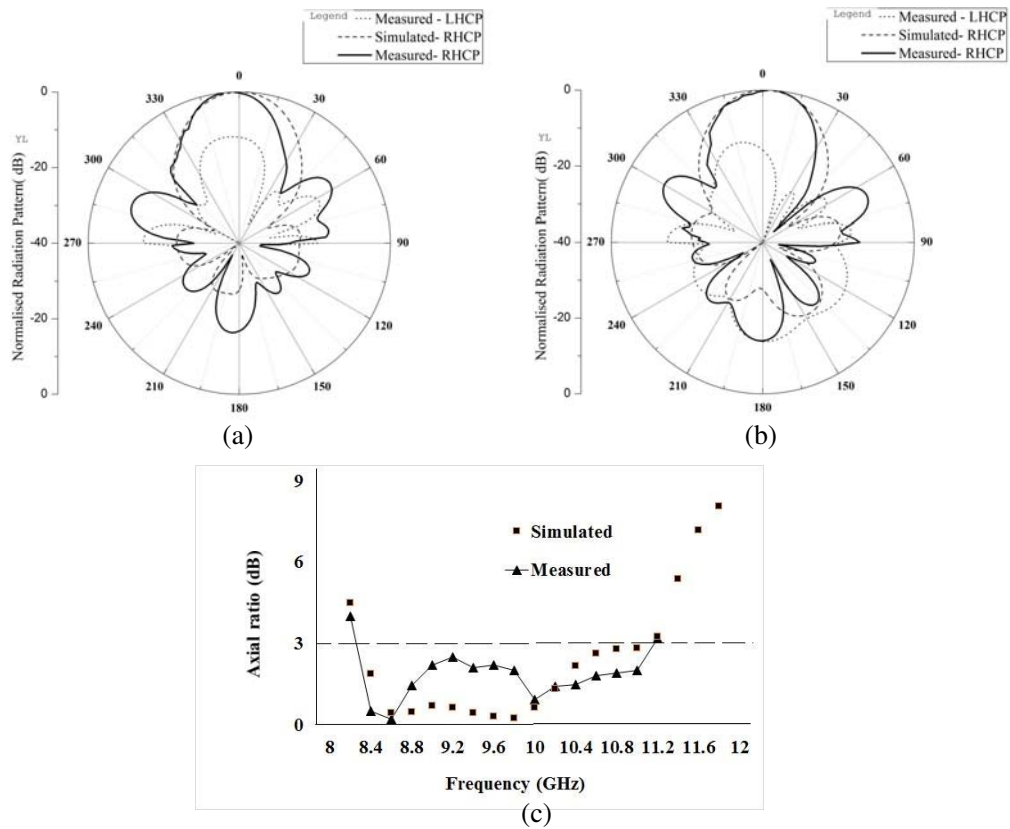 Legend Measured - LHCP
Simulated- RHCP
Measured- RHCP
Normalised Radiation Pattern( dB)
YL
0
-20
-40
-20
0
0
30
60
90
120
150
180
210
240
270
300
330
(a)
Legend Measured - LHCP
Simulated- RHCP
Measured- RHCP
Normalised Radiation Pattern( dB)
YL
0
-20
-40
-20
0
0
30
60
90
120
150
180
210
240
270
300
330
(b)
Axial ratio (dB)
9
6
3
0
Simulated
Measured
8 8.4 8.8 9.2 9.6 10 10.4 10.8 11.2 11.6 12
Frequency (GHz)
(c)